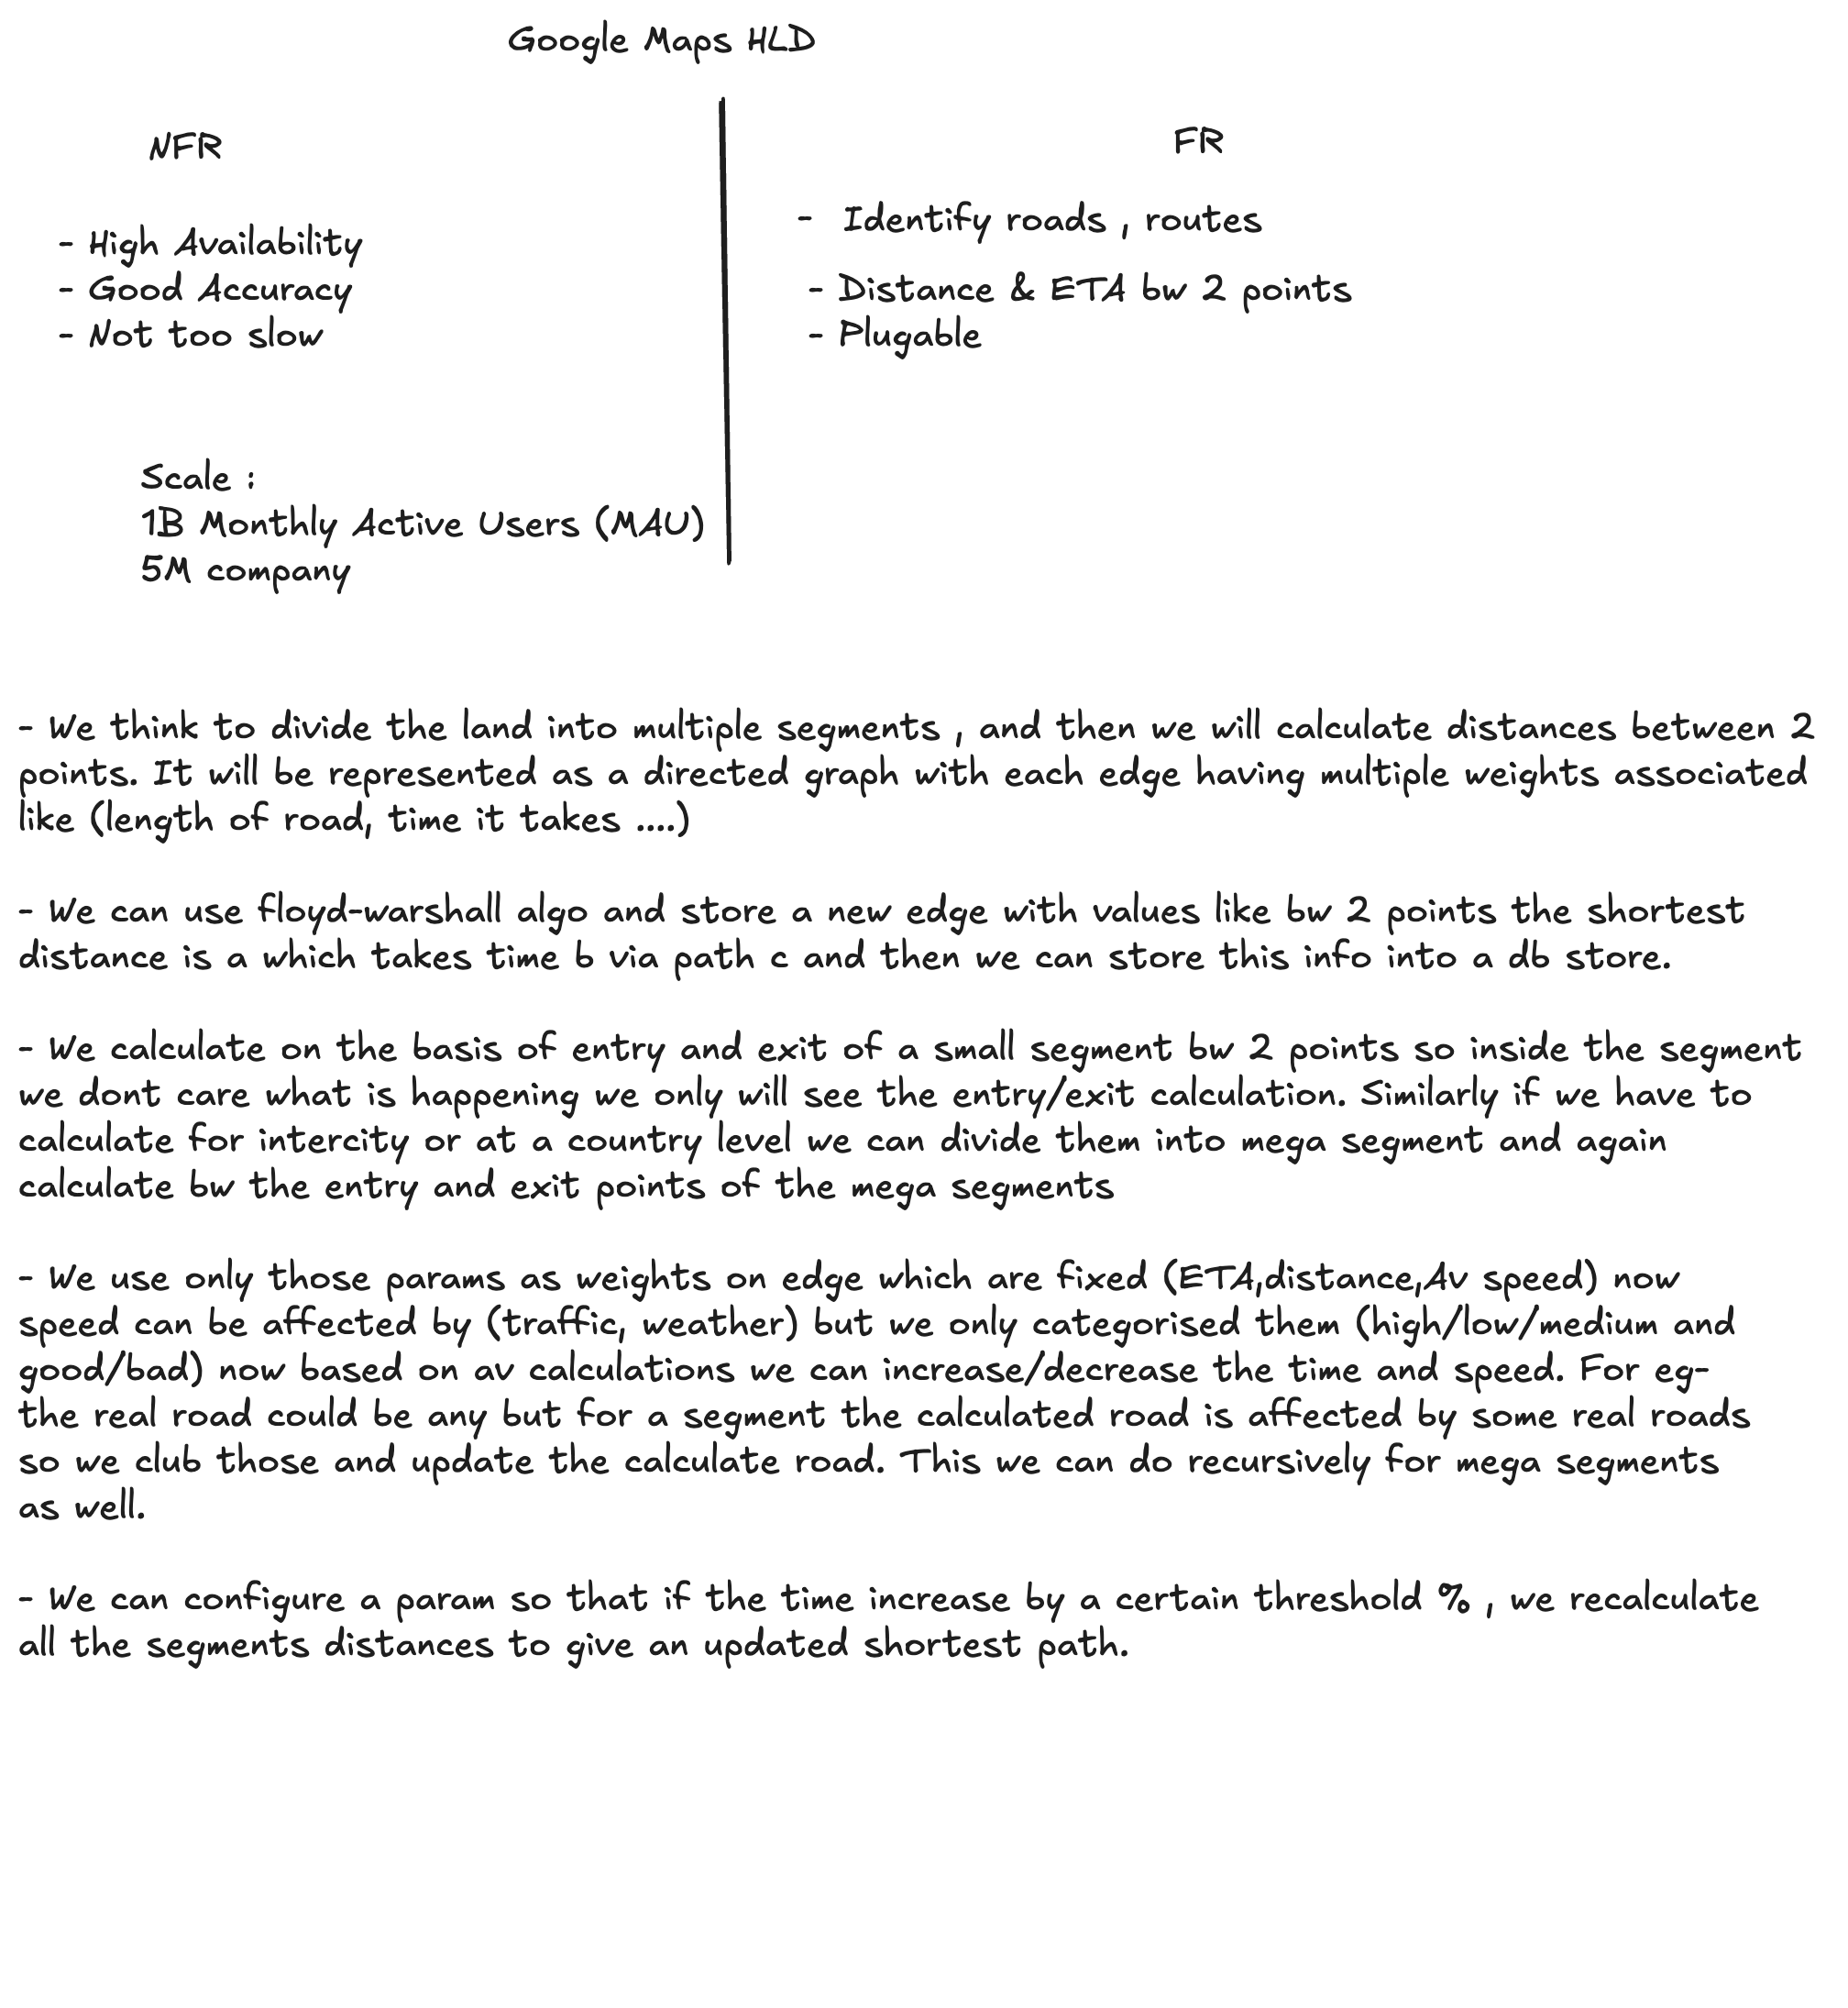 Google Maps HLD
NFR
- High Availability
- Good Accuracy
- Not too slow
Scale :
1B Monthly Active Users (MAU)
5M company
FR
- Identify roads , routes
- Distance & ETA bw 2 points
- Plugable
- We think to divide the land into multiple segments , and then we will calculate distances between 2
points. It will be represented as a directed graph with each edge having multiple weights associated
like (length of road, time it takes ....)
- We can use floyd-warshall algo and store a new edge with values like bw 2 points the shortest
distance is a which takes time b via path c and then we can store this info into a db store.
- We calculate on the basis of entry and exit of a small segment bw 2 points so inside the segment
we dont care what is happening we only will see the entry/exit calculation. Similarly if we have to
calculate for intercity or at a country level we can divide them into mega segment and again
calculate bw the entry and exit points of the mega segments
- We use only those params as weights on edge which are fixed (ETA,distance,Av speed) now
speed can be affected by (traffic, weather) but we only categorised them (high/low/medium and
good/bad) now based on av calculations we can increase/decrease the time and speed. For eg-
the real road could be any but for a segment the calculated road is affected by some real roads
so we club those and update the calculate road. This we can do recursively for mega segments
as well.
- We can configure a param so that if the time increase by a certain threshold % , we recalculate
all the segments distances to give an updated shortest path.